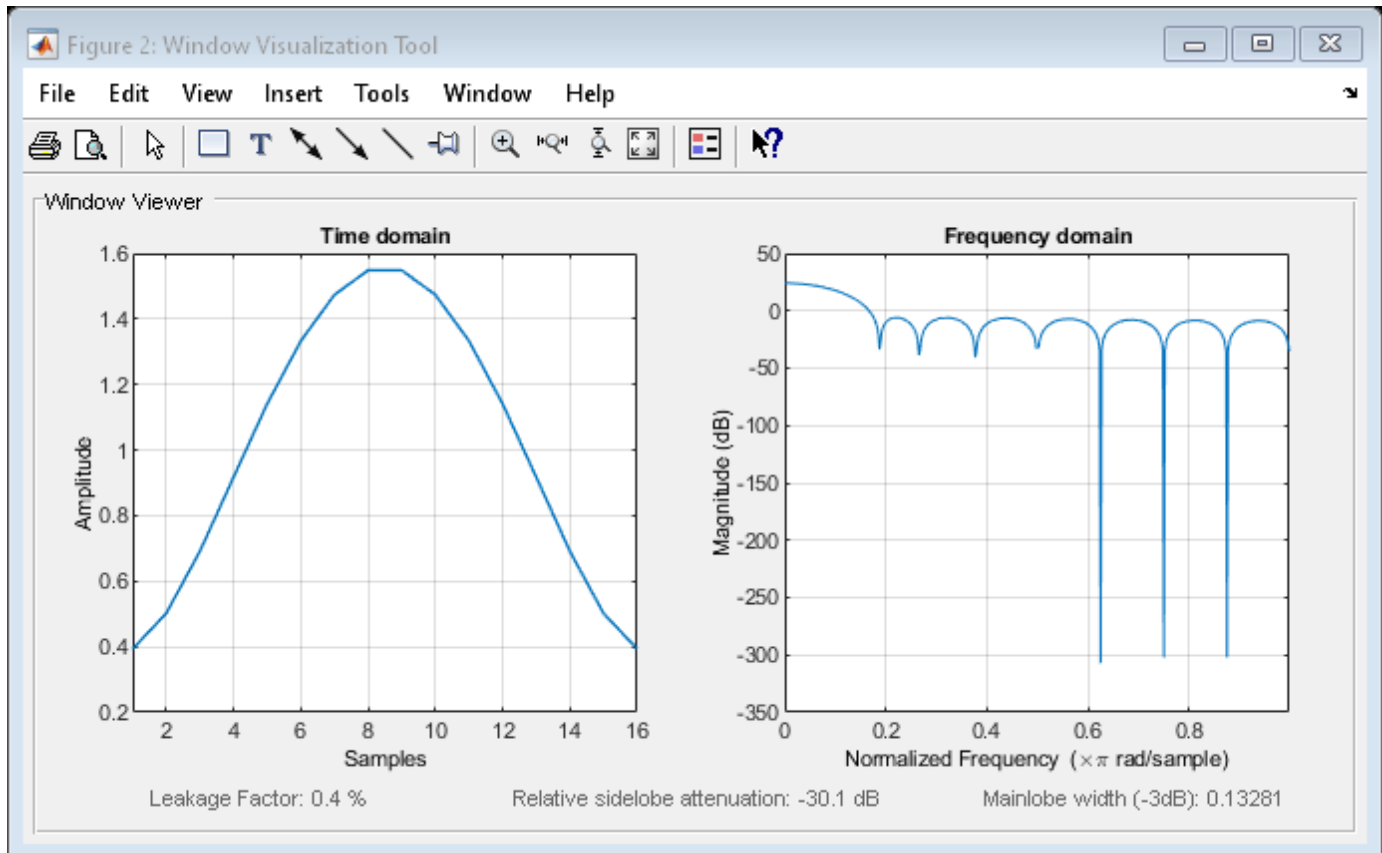 Figure 2: Window Visualization Tool
File Edit View Insert Tools Window Help
T
?
Window Viewer
Time domain
1.6
1.4
1.2
1
0.8
0.6
0.4
0.2
Amplitude
2 4 6 8 10 12 14 16
Samples
Frequency domain
50
0
-50
-100
-150
-200
-250
-300
-350
Magnitude (dB)
0 0.2 0.4 0.6 0.8
Normalized Frequency (×π rad/sample)
Leakage Factor: 0.4 %
Relative sidelobe attenuation: -30.1 dB
Mainlobe width (-3dB): 0.13281